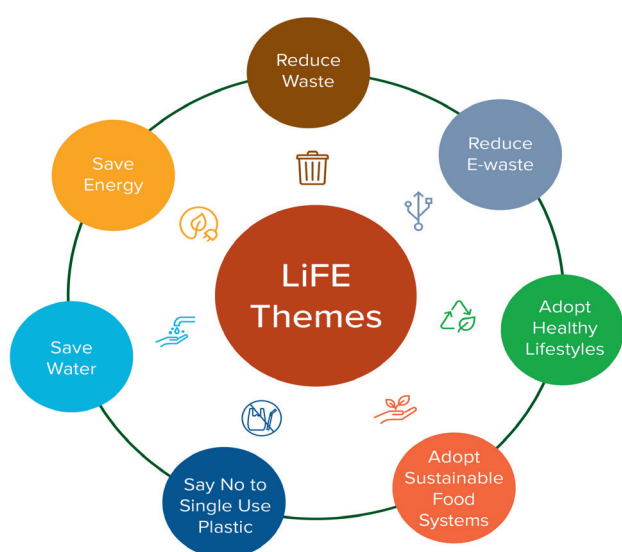 Reduce
Waste
Reduce
E-waste
Save
Energy
LiFE
Themes
Adopt
Healthy
Lifestyles
Save
Water
Adopt
Sustainable
Food
Systems
Say No to
Single Use
Plastic